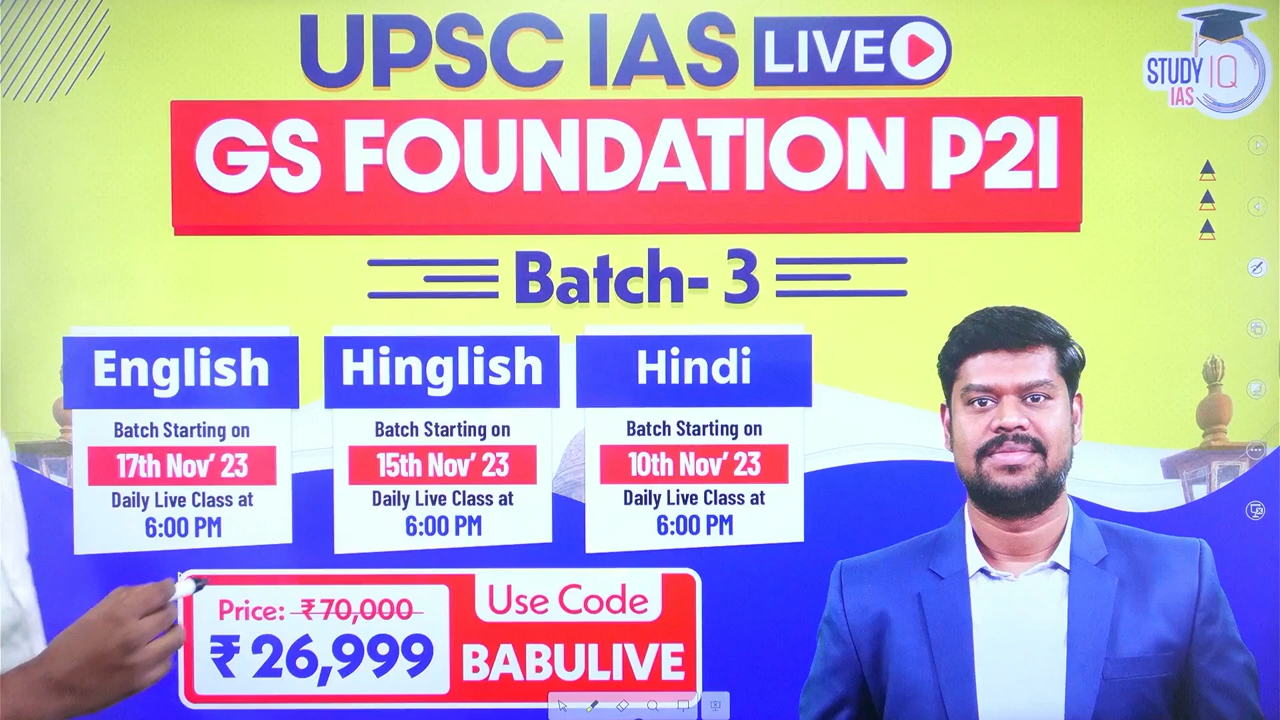 UPSC IAS LIVE
STUDY IQ
IAS
GS FOUNDATION P2I
Batch- 3
English
Batch Starting on
17th Nov' 23
Daily Live Class at
6:00 PM
Hinglish
Batch Starting on
15th Nov' 23
Daily Live Class at
6:00 PM
Hindi
Batch Starting on
10th Nov' 23
Daily Live Class at
6:00 PM
Price: ₹70,000
₹26,999
Use Code
BABULIVE